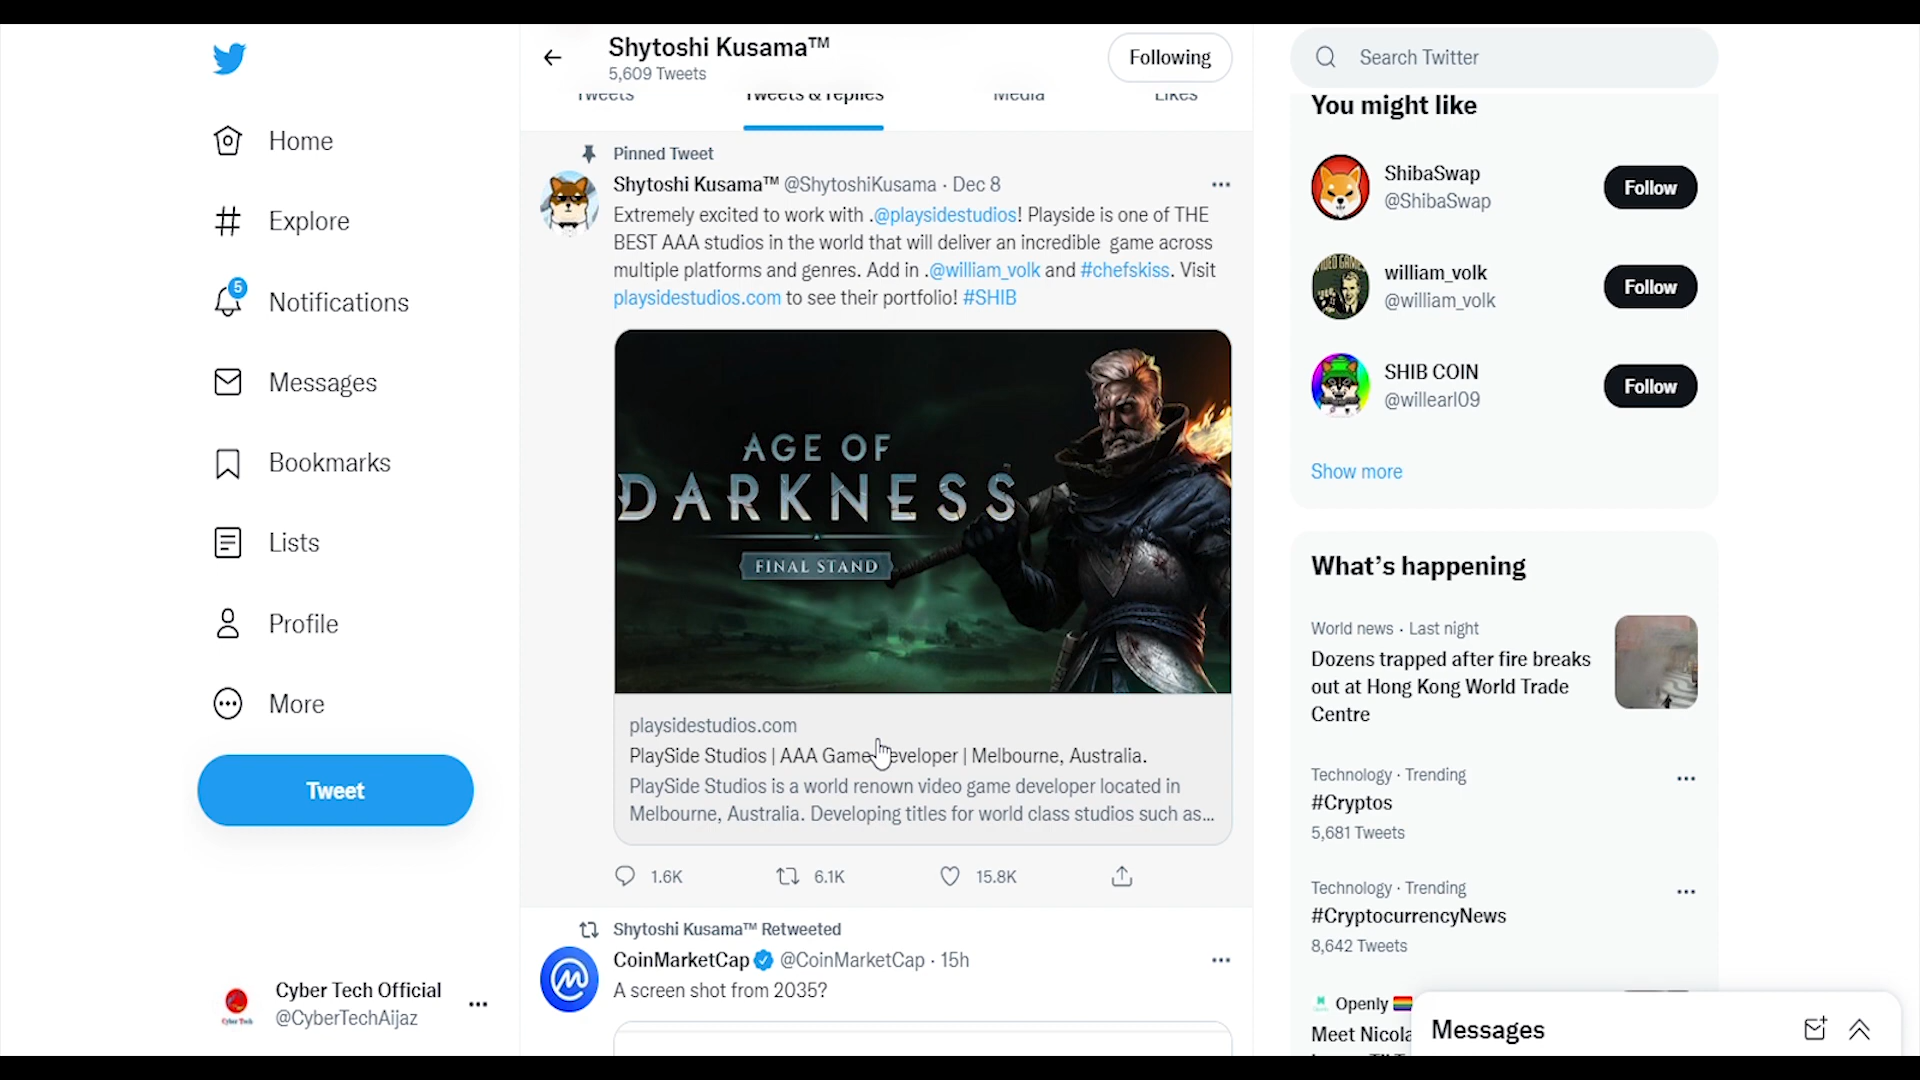 Home
Explore
5
Notifications
Messages
Bookmarks
Lists
Profile
More
Tweet
Cyber Tech Official
@CyberTechAijaz
Shytoshi Kusama™
5,609 Tweets
Following
Tweets
Tweets & replies
Media
Likes
Pinned Tweet
Shytoshi Kusama™ @ShytoshiKusama · Dec 8
Extremely excited to work with .@playsidestudios! Playside is one of THE
BEST AAA studios in the world that will deliver an incredible game across
multiple platforms and genres. Add in .@william_volk and #chefskiss. Visit
playsidestudios.com to see their portfolio! #SHIB
AGE OF
DARKNESS
FINAL STAND
playsidestudios.com
PlaySide Studios | AAA Game Developer | Melbourne, Australia.
PlaySide Studios is a world renown video game developer located in
Melbourne, Australia. Developing titles for world class studios such as...
1.6K
6.1K
15.8K
Shytoshi Kusama™ Retweeted
CoinMarketCap @CoinMarketCap · 15h
A screen shot from 2035?
Search Twitter
You might like
ShibaSwap
@ShibaSwap
Follow
william_volk
@william_volk
Follow
SHIB COIN
@willearl09
Follow
Show more
What's happening
World news · Last night
Dozens trapped after fire breaks
out at Hong Kong World Trade
Centre
Technology · Trending
#Cryptos
5,681 Tweets
Technology · Trending
#CryptocurrencyNews
8,642 Tweets
Openly
Meet Nicola
Messages